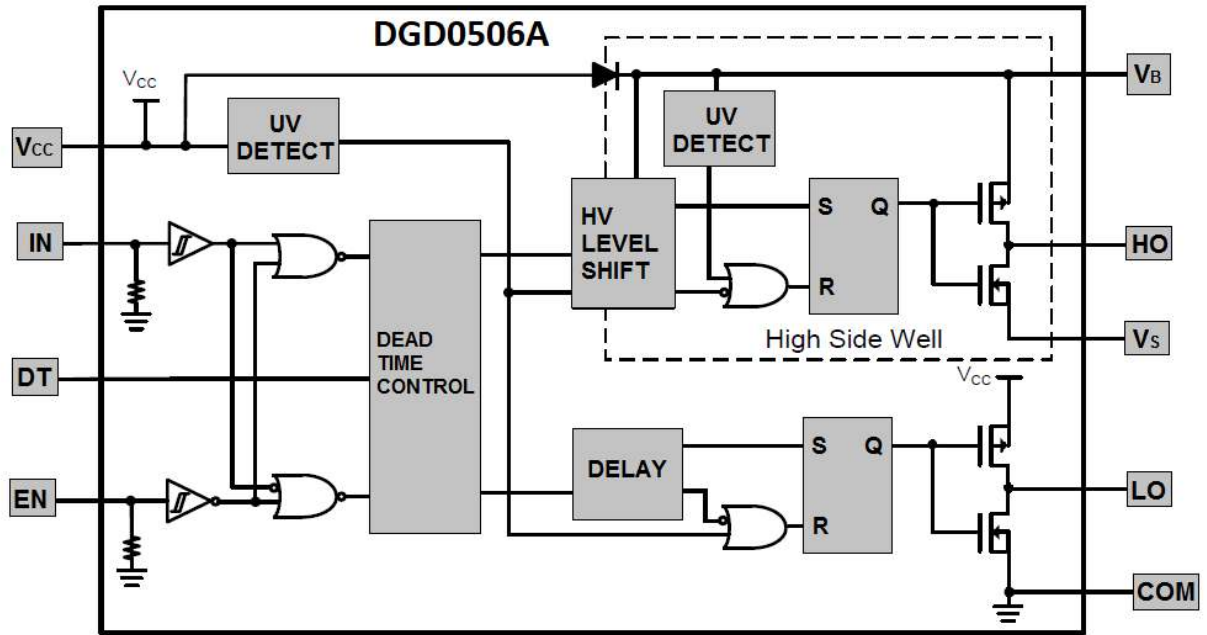 DGD0506A
VCC
VCC
UV
DETECT
UV
DETECT
VB
IN
HV
LEVEL
SHIFT
S
Q
R
HO
High Side Well
VS
DT
DEAD
TIME
CONTROL
VCC
EN
DELAY
S
Q
R
LO
COM